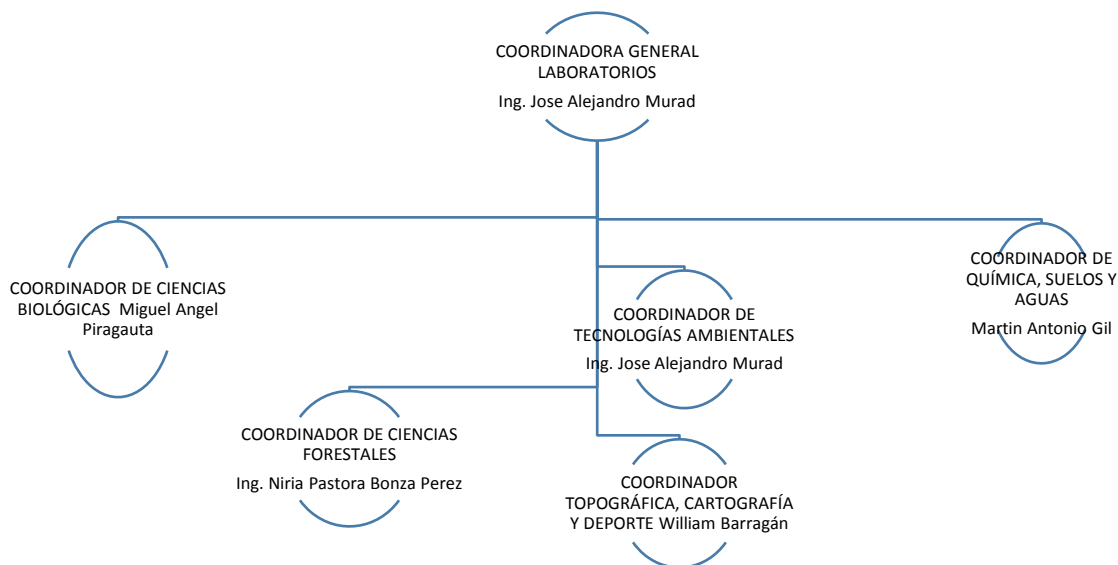 COORDINADORA GENERAL
LABORATORIOS
Ing. Jose Alejandro Murad
COORDINADOR DE CIENCIAS
BIOLÓGICAS Miguel Angel
Piragauta
COORDINADOR DE
TECNOLOGÍAS AMBIENTALES
Ing. Jose Alejandro Murad
COORDINADOR DE
QUÍMICA, SUELOS Y
AGUAS
Martin Antonio Gil
COORDINADOR DE CIENCIAS
FORESTALES
Ing. Niria Pastora Bonza Perez
COORDINADOR
TOPOGRÁFICA, CARTOGRAFÍA
Y DEPORTE William Barragán